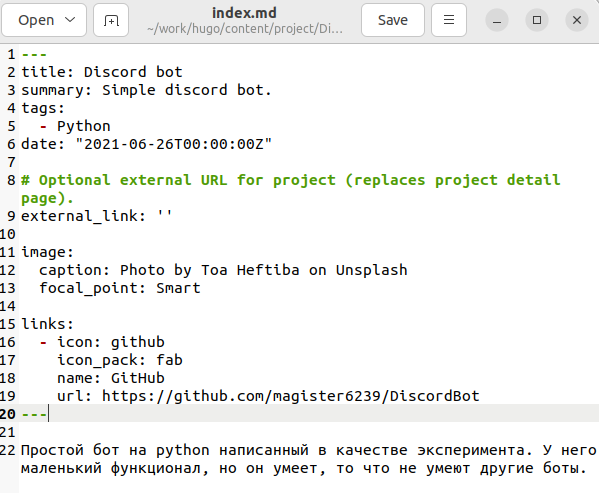 Open
index.md
~/work/hugo/content/project/Di...
Save
1 ---
2 title: Discord bot
3 summary: Simple discord bot.
4 tags:
5   - Python
6 date: "2021-06-26T00:00:00Z"
7
8 # Optional external URL for project (replaces project detail
page).
9 external_link: ''
10
11 image:
12   caption: Photo by Toa Heftiba on Unsplash
13   focal_point: Smart
14
15 links:
16   - icon: github
17     icon_pack: fab
18     name: GitHub
19     url: https://github.com/magister6239/DiscordBot
20 ---
21
22 Простой бот на python написанный в качестве эксперимента. У него
маленький функционал, но он умеет, то что не умеют другие боты.